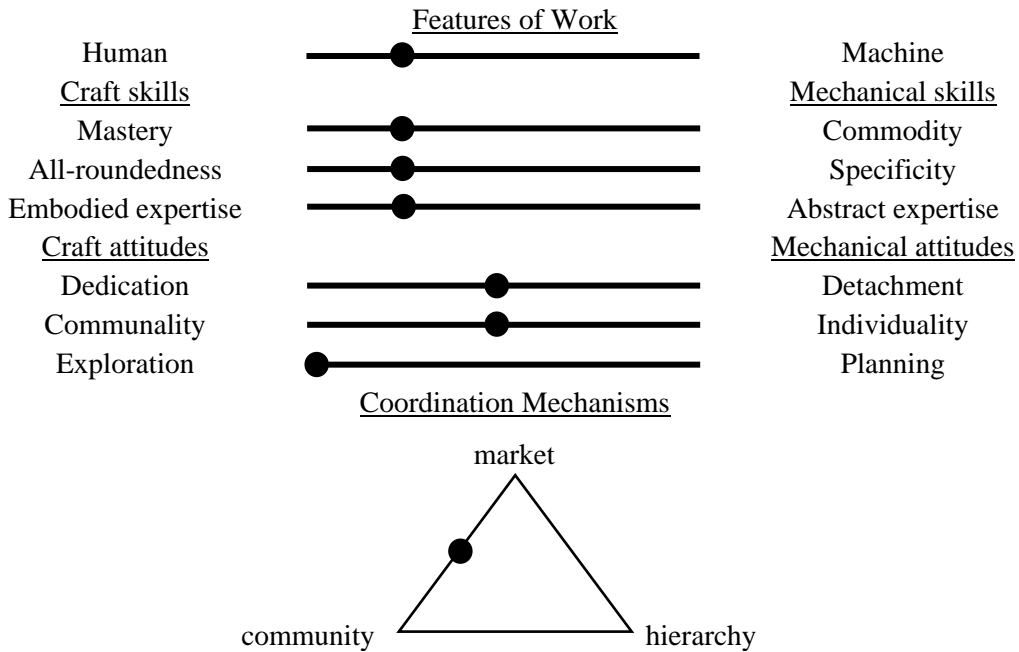 Features of Work
Human Machine
Craft skills Mechanical skills
Mastery Commodity
All-roundedness Specificity
Embodied expertise Abstract expertise
Craft attitudes Mechanical attitudes
Dedication Detachment
Communality Individuality
Exploration Planning
Coordination Mechanisms
market
community hierarchy